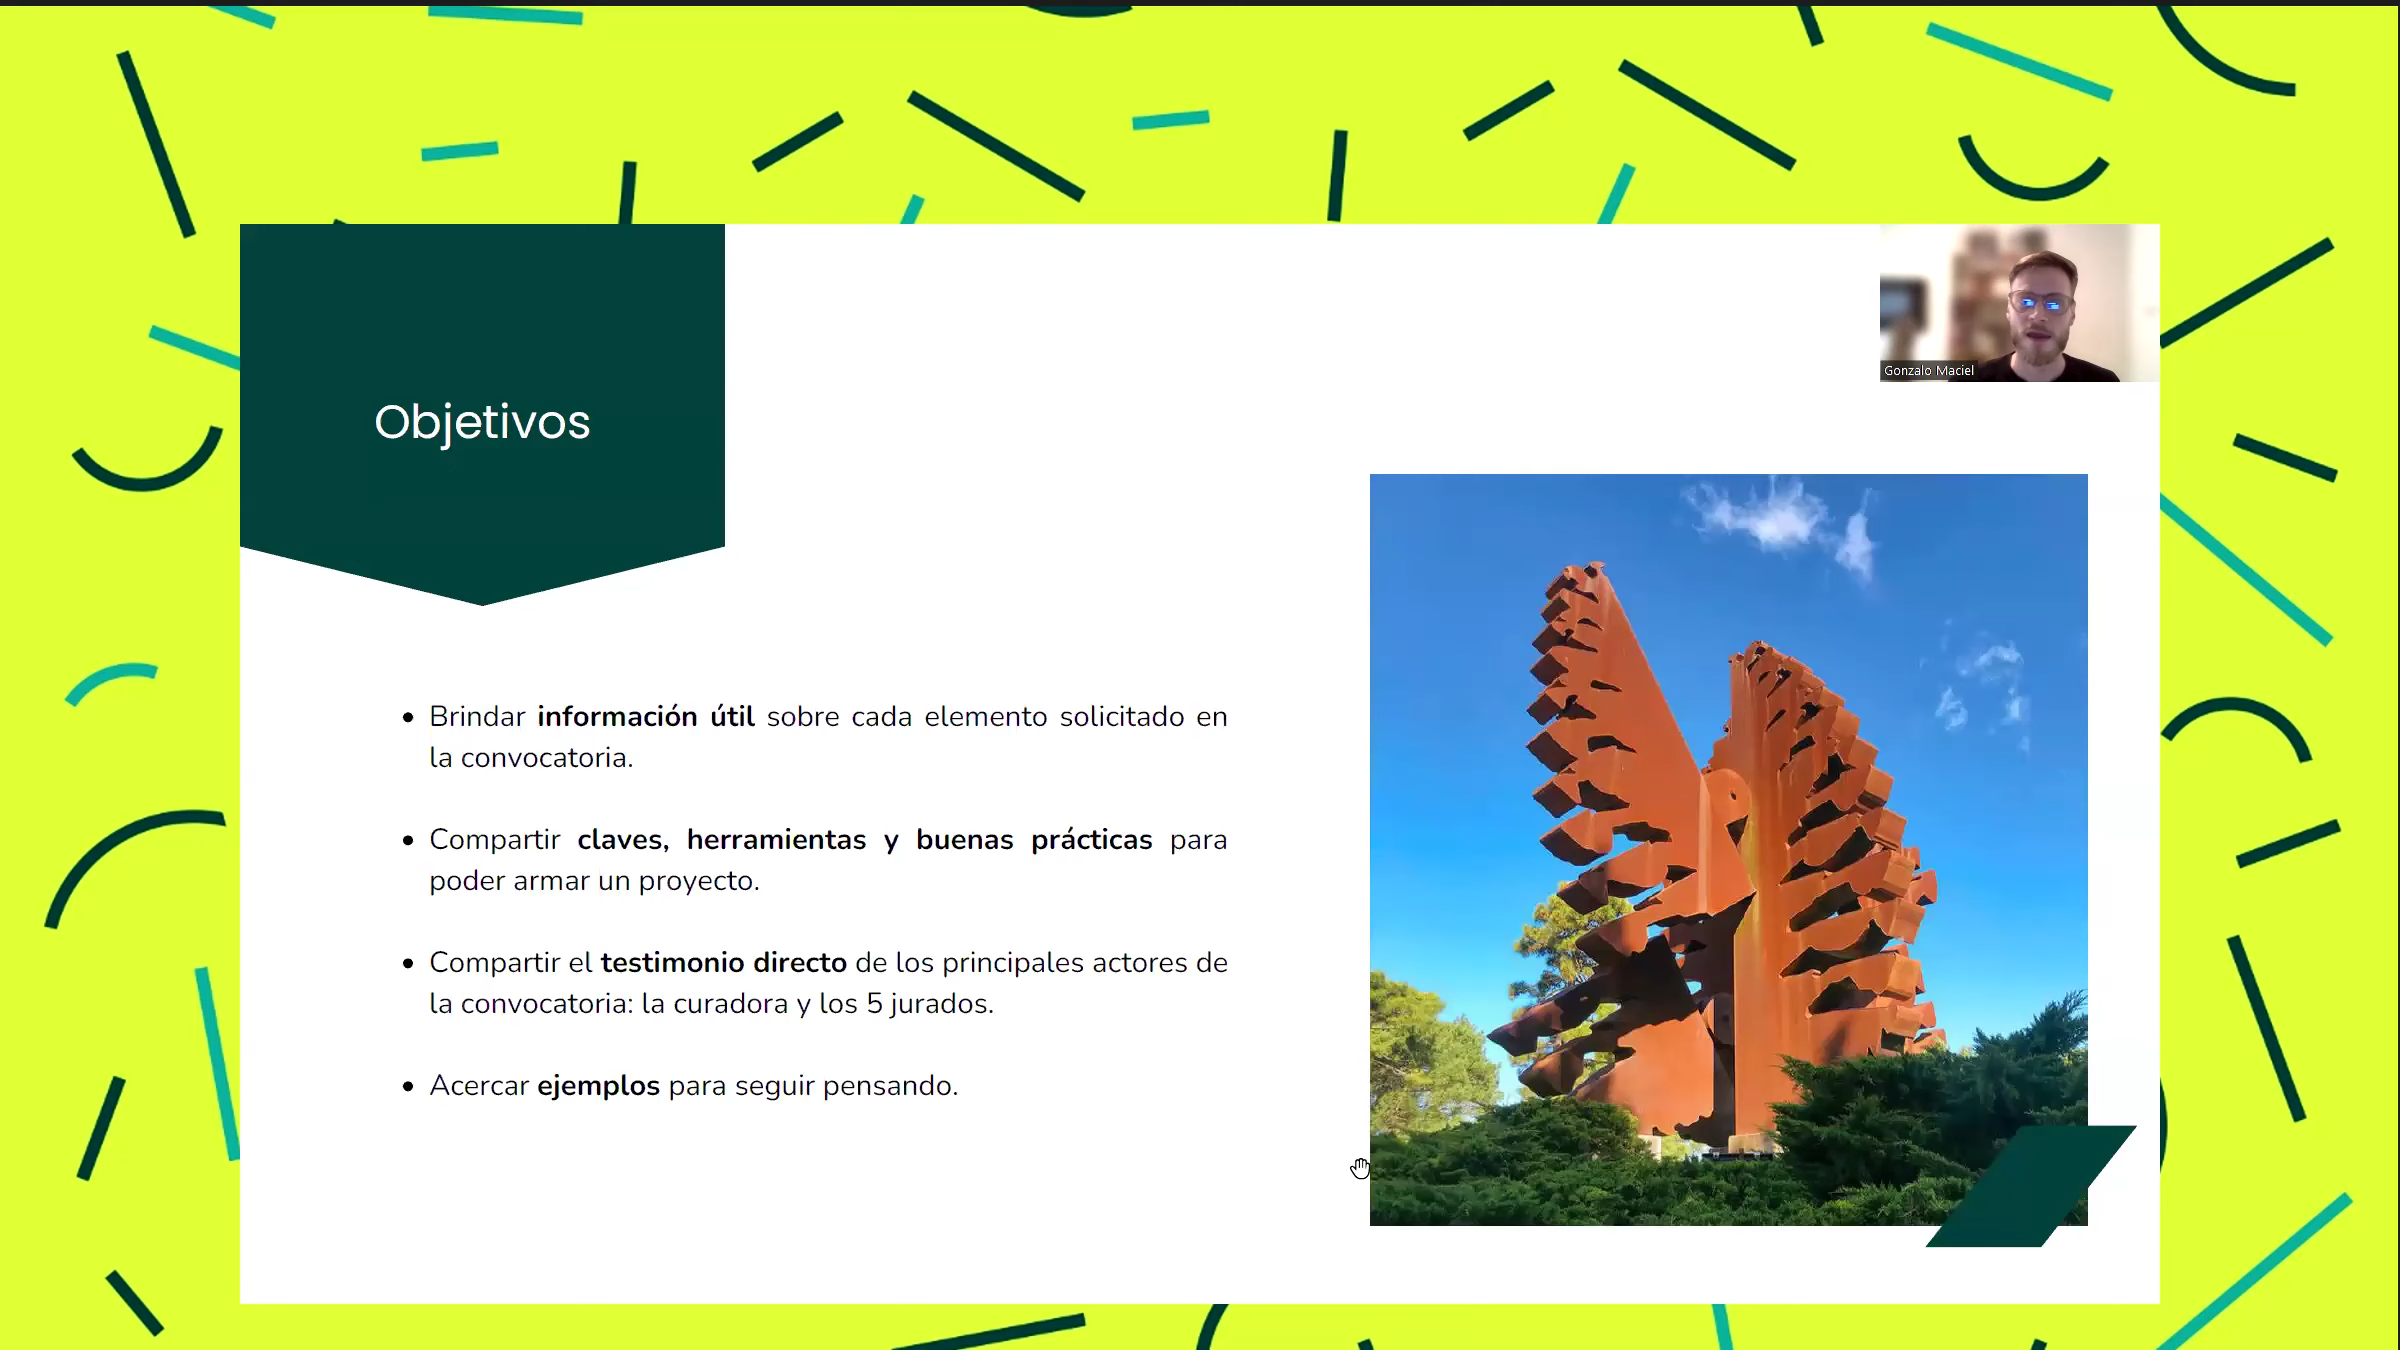 Objetivos
Gonzalo Maciel
• Brindar información útil sobre cada elemento solicitado en
la convocatoria.
• Compartir claves, herramientas y buenas prácticas para
poder armar un proyecto.
• Compartir el testimonio directo de los principales actores de
la convocatoria: la curadora y los 5 jurados.
• Acercar ejemplos para seguir pensando.